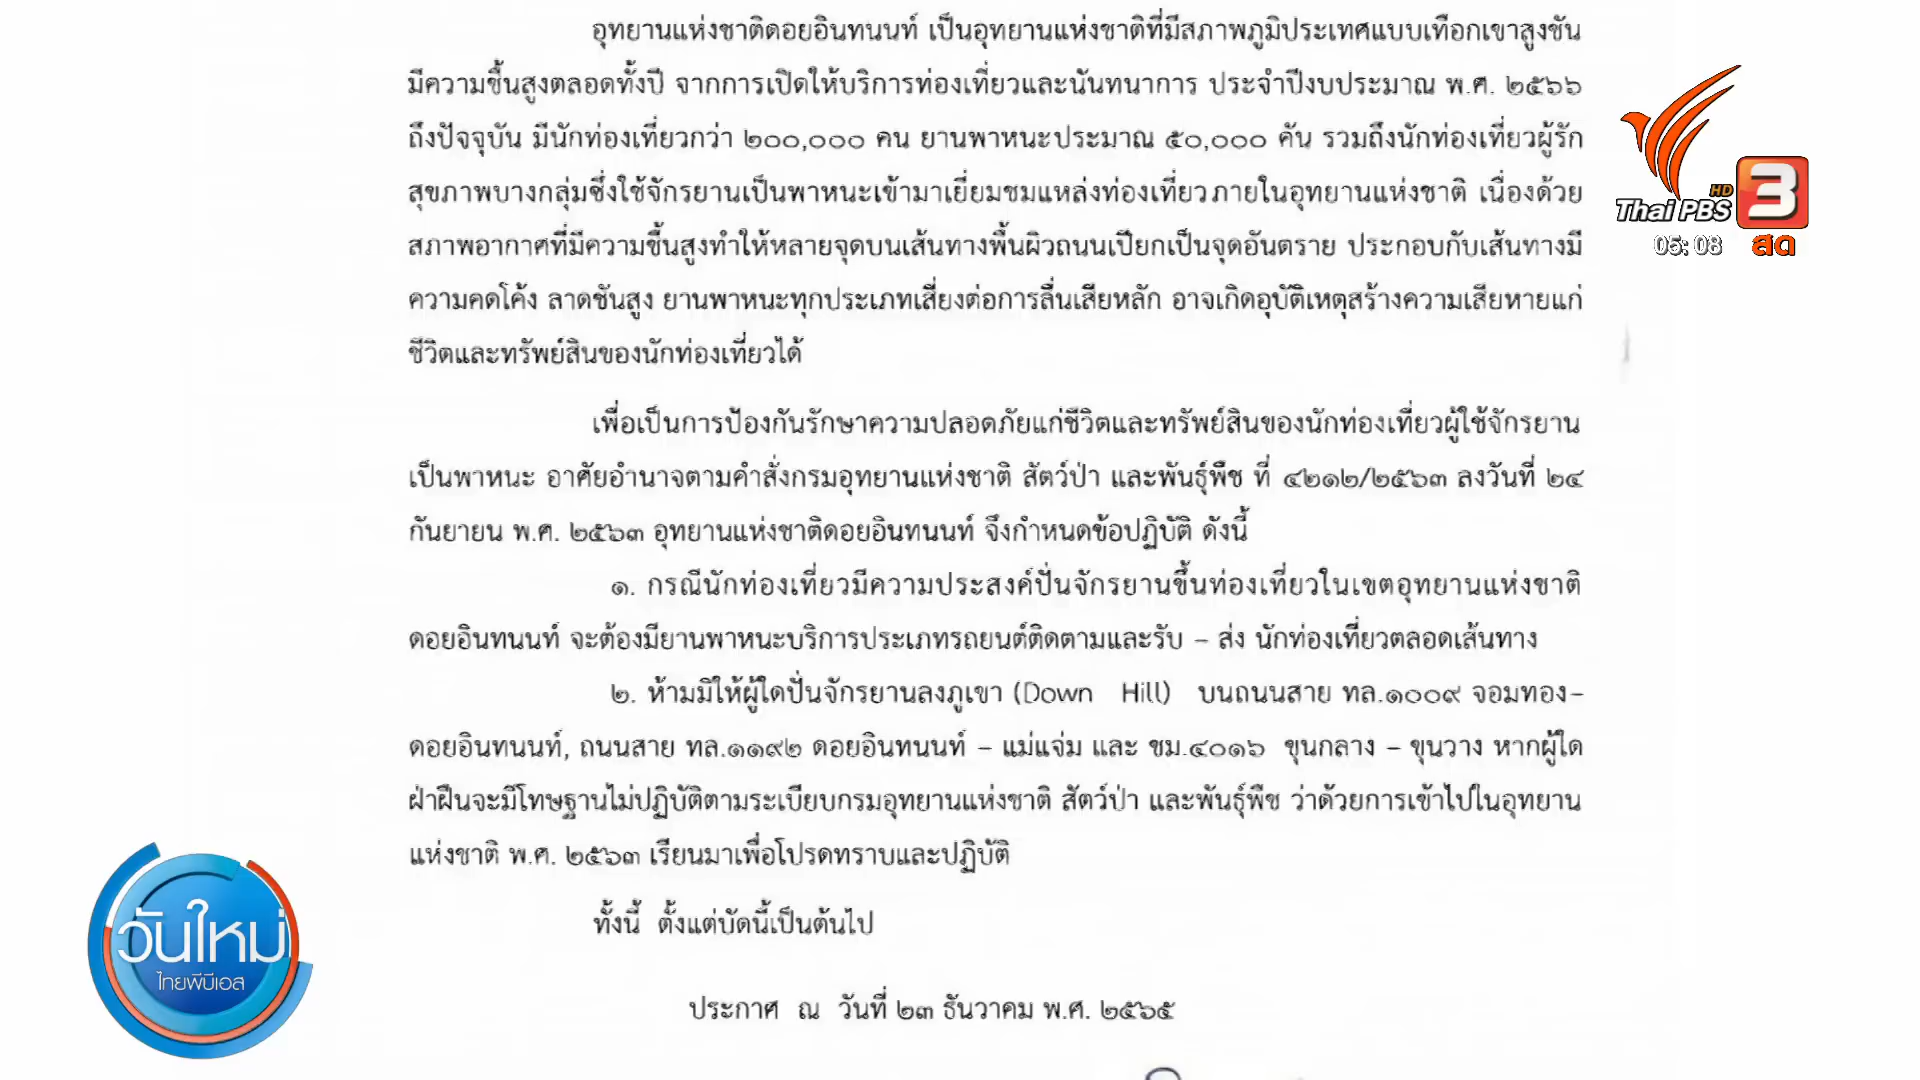 อุทยานแห่งชาติดอยอินทนนท์ เป็นอุทยานแห่งชาติที่มีสภาพภูมิประเทศแบบเทือกเขาสูงชัน
มีความชื้นสูงตลอดทั้งปี จากการเปิดให้บริการท่องเที่ยวและนันทนาการ ประจำปีงบประมาณ พ.ศ. ๒๕๖๖
ถึงปัจจุบัน มีนักท่องเที่ยวกว่า ๒๐๐,๐๐๐ คน ยานพาหนะประมาณ ๕๐,๐๐๐ คัน รวมถึงนักท่องเที่ยวผู้รัก
สุขภาพบางกลุ่มซึ่งใช้จักรยานเป็นพาหนะเข้ามาเยี่ยมชมแหล่งท่องเที่ยวภายในอุทยานแห่งชาติ เนื่องด้วย
สภาพอากาศที่มีความชื้นสูงทำให้หลายจุดบนเส้นทางพื้นผิวถนนเปียกเป็นจุดอันตราย ประกอบกับเส้นทางมี
ความคดโค้ง ลาดชันสูง ยานพาหนะทุกประเภทเสี่ยงต่อการลื่นเสียหลัก อาจเกิดอุบัติเหตุสร้างความเสียหายแก่
ชีวิตและทรัพย์สินของนักท่องเที่ยวได้
เพื่อเป็นการป้องกันรักษาความปลอดภัยแก่ชีวิตและทรัพย์สินของนักท่องเที่ยวผู้ใช้จักรยาน
เป็นพาหนะ อาศัยอำนาจตามคำสั่งกรมอุทยานแห่งชาติ สัตว์ป่า และพันธุ์พืช ที่ ๔๒๑๒/๒๕๖๓ ลงวันที่ ๒๔
กันยายน พ.ศ. ๒๕๖๓ อุทยานแห่งชาติดอยอินทนนท์ จึงกำหนดข้อปฏิบัติ ดังนี้
๑. กรณีนักท่องเที่ยวมีความประสงค์ปั่นจักรยานขึ้นท่องเที่ยวในเขตอุทยานแห่งชาติ
ดอยอินทนนท์ จะต้องมียานพาหนะบริการประเภทรถยนต์ติดตามและรับ – ส่ง นักท่องเที่ยวตลอดเส้นทาง
๒. ห้ามมิให้ผู้ใดปั่นจักรยานลงภูเขา (Down Hill) บนถนนสาย ทล.๑๐๐๙ จอมทอง–
ดอยอินทนนท์, ถนนสาย ทล.๑๑๙๒ ดอยอินทนนท์ – แม่แจ่ม และ ชม.๔๐๑๖ ขุนกลาง – ขุนวาง หากผู้ใด
ฝ่าฝืนจะมีโทษฐานไม่ปฏิบัติตามระเบียบกรมอุทยานแห่งชาติ สัตว์ป่า และพันธุ์พืช ว่าด้วยการเข้าไปในอุทยาน
แห่งชาติ พ.ศ. ๒๕๖๓ เรียนมาเพื่อโปรดทราบและปฏิบัติ
ทั้งนี้ ตั้งแต่บัดนี้เป็นต้นไป
ประกาศ ณ วันที่ ๒๓ ธันวาคม พ.ศ. ๒๕๖๕
HD
Thai PBS 3
05:08 สด
วันใหม่
ไทยพีบีเอส